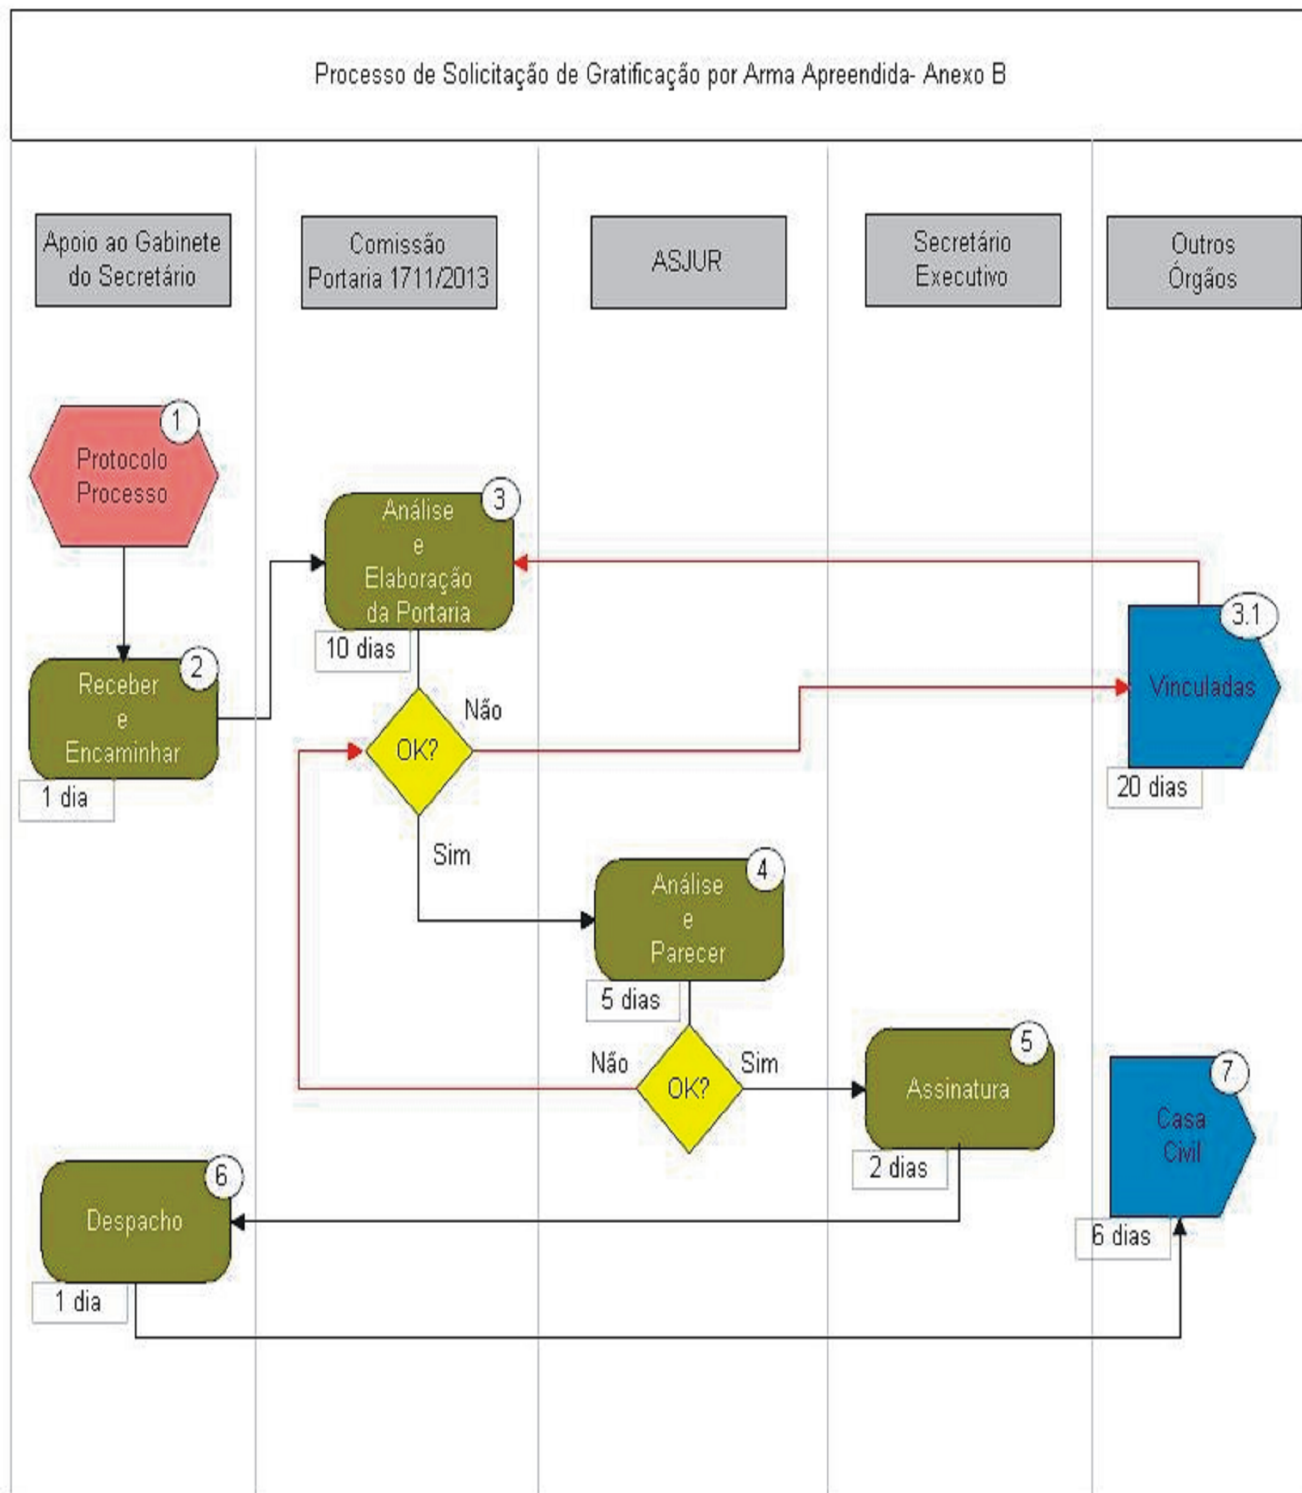 Processo de Solicitação de Gratificação por Arma Apreendida- Anexo B
Apoio ao Gabinete
do Secretário
Comissão
Portaria 1711/2013
ASJUR
Secretário
Executivo
Outros
Órgãos
1
Protocolo
Processo
3
Análise
e
Elaboração
da Portaria
10 dias
3.1
Vinculadas
20 dias
2
Receber
e
Encaminhar
1 dia
Não
OK?
Sim
4
Análise
e
Parecer
5 dias
Não
OK?
Sim
5
Assinatura
2 dias
7
Casa
Civil
6 dias
6
Despacho
1 dia